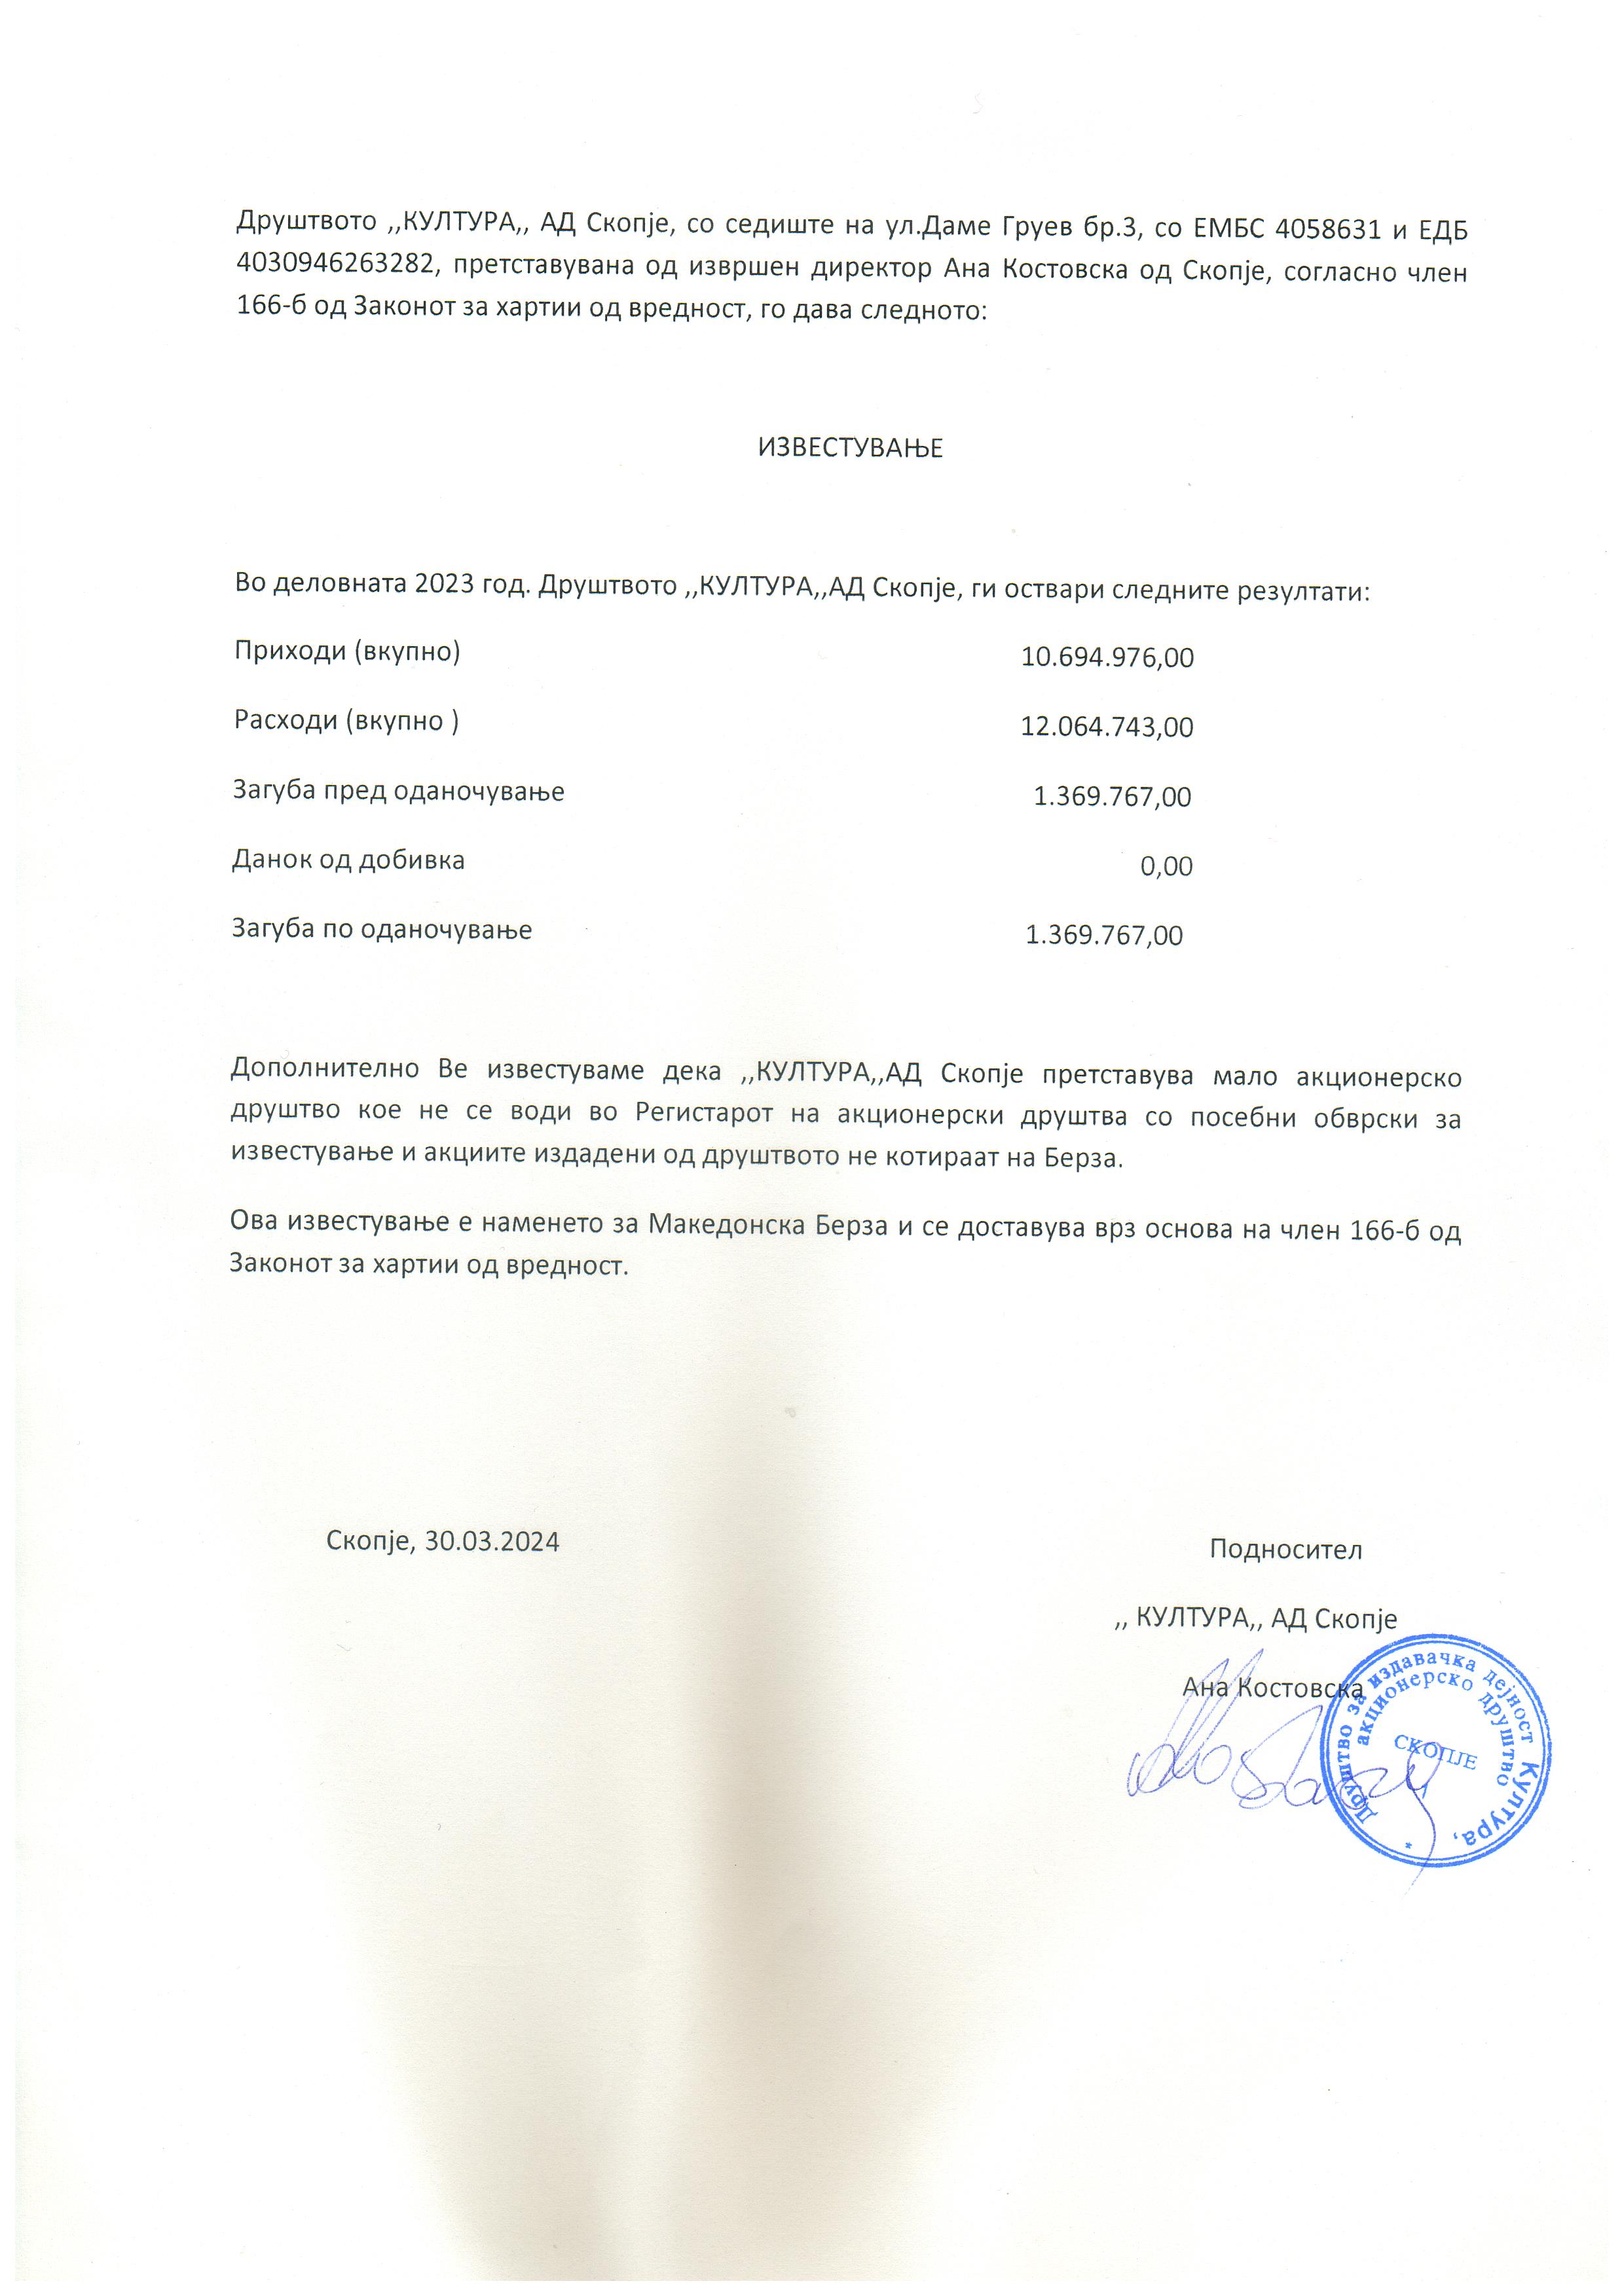 Друштвото ,,КУЛТУРА,, АД Скопје, со седиште на ул.Даме Груев бр.3, со ЕМБС 4058631 и ЕДБ
4030946263282, претставувана од извршен директор Ана Костовска од Скопје, согласно член
166-б од Законот за хартии од вредност, го дава следното:
ИЗВЕСТУВАЊЕ
Во деловната 2023 год. Друштвото ,,КУЛТУРА,,АД Скопје, ги оствари следните резултати:
Приходи (вкупно) 10.694.976,00
Расходи (вкупно ) 12.064.743,00
Загуба пред оданочување 1.369.767,00
Данок од добивка 0,00
Загуба по оданочување 1.369.767,00
Дополнително Ве известуваме дека ,,КУЛТУРА,,АД Скопје претставува мало акционерско
друштво кое не се води во Регистарот на акционерски друштва со посебни обврски за
известување и акциите издадени од друштвото не котираат на Берза.
Ова известување е наменето за Македонска Берза и се доставува врз основа на член 166-б од
Законот за хартии од вредност.
Скопје, 30.03.2024 Подносител
,, КУЛТУРА,, АД Скопје
Ана Костовска
Друштво за издавачка дејност Култура,
акционерско друштво
СКОПЈЕ